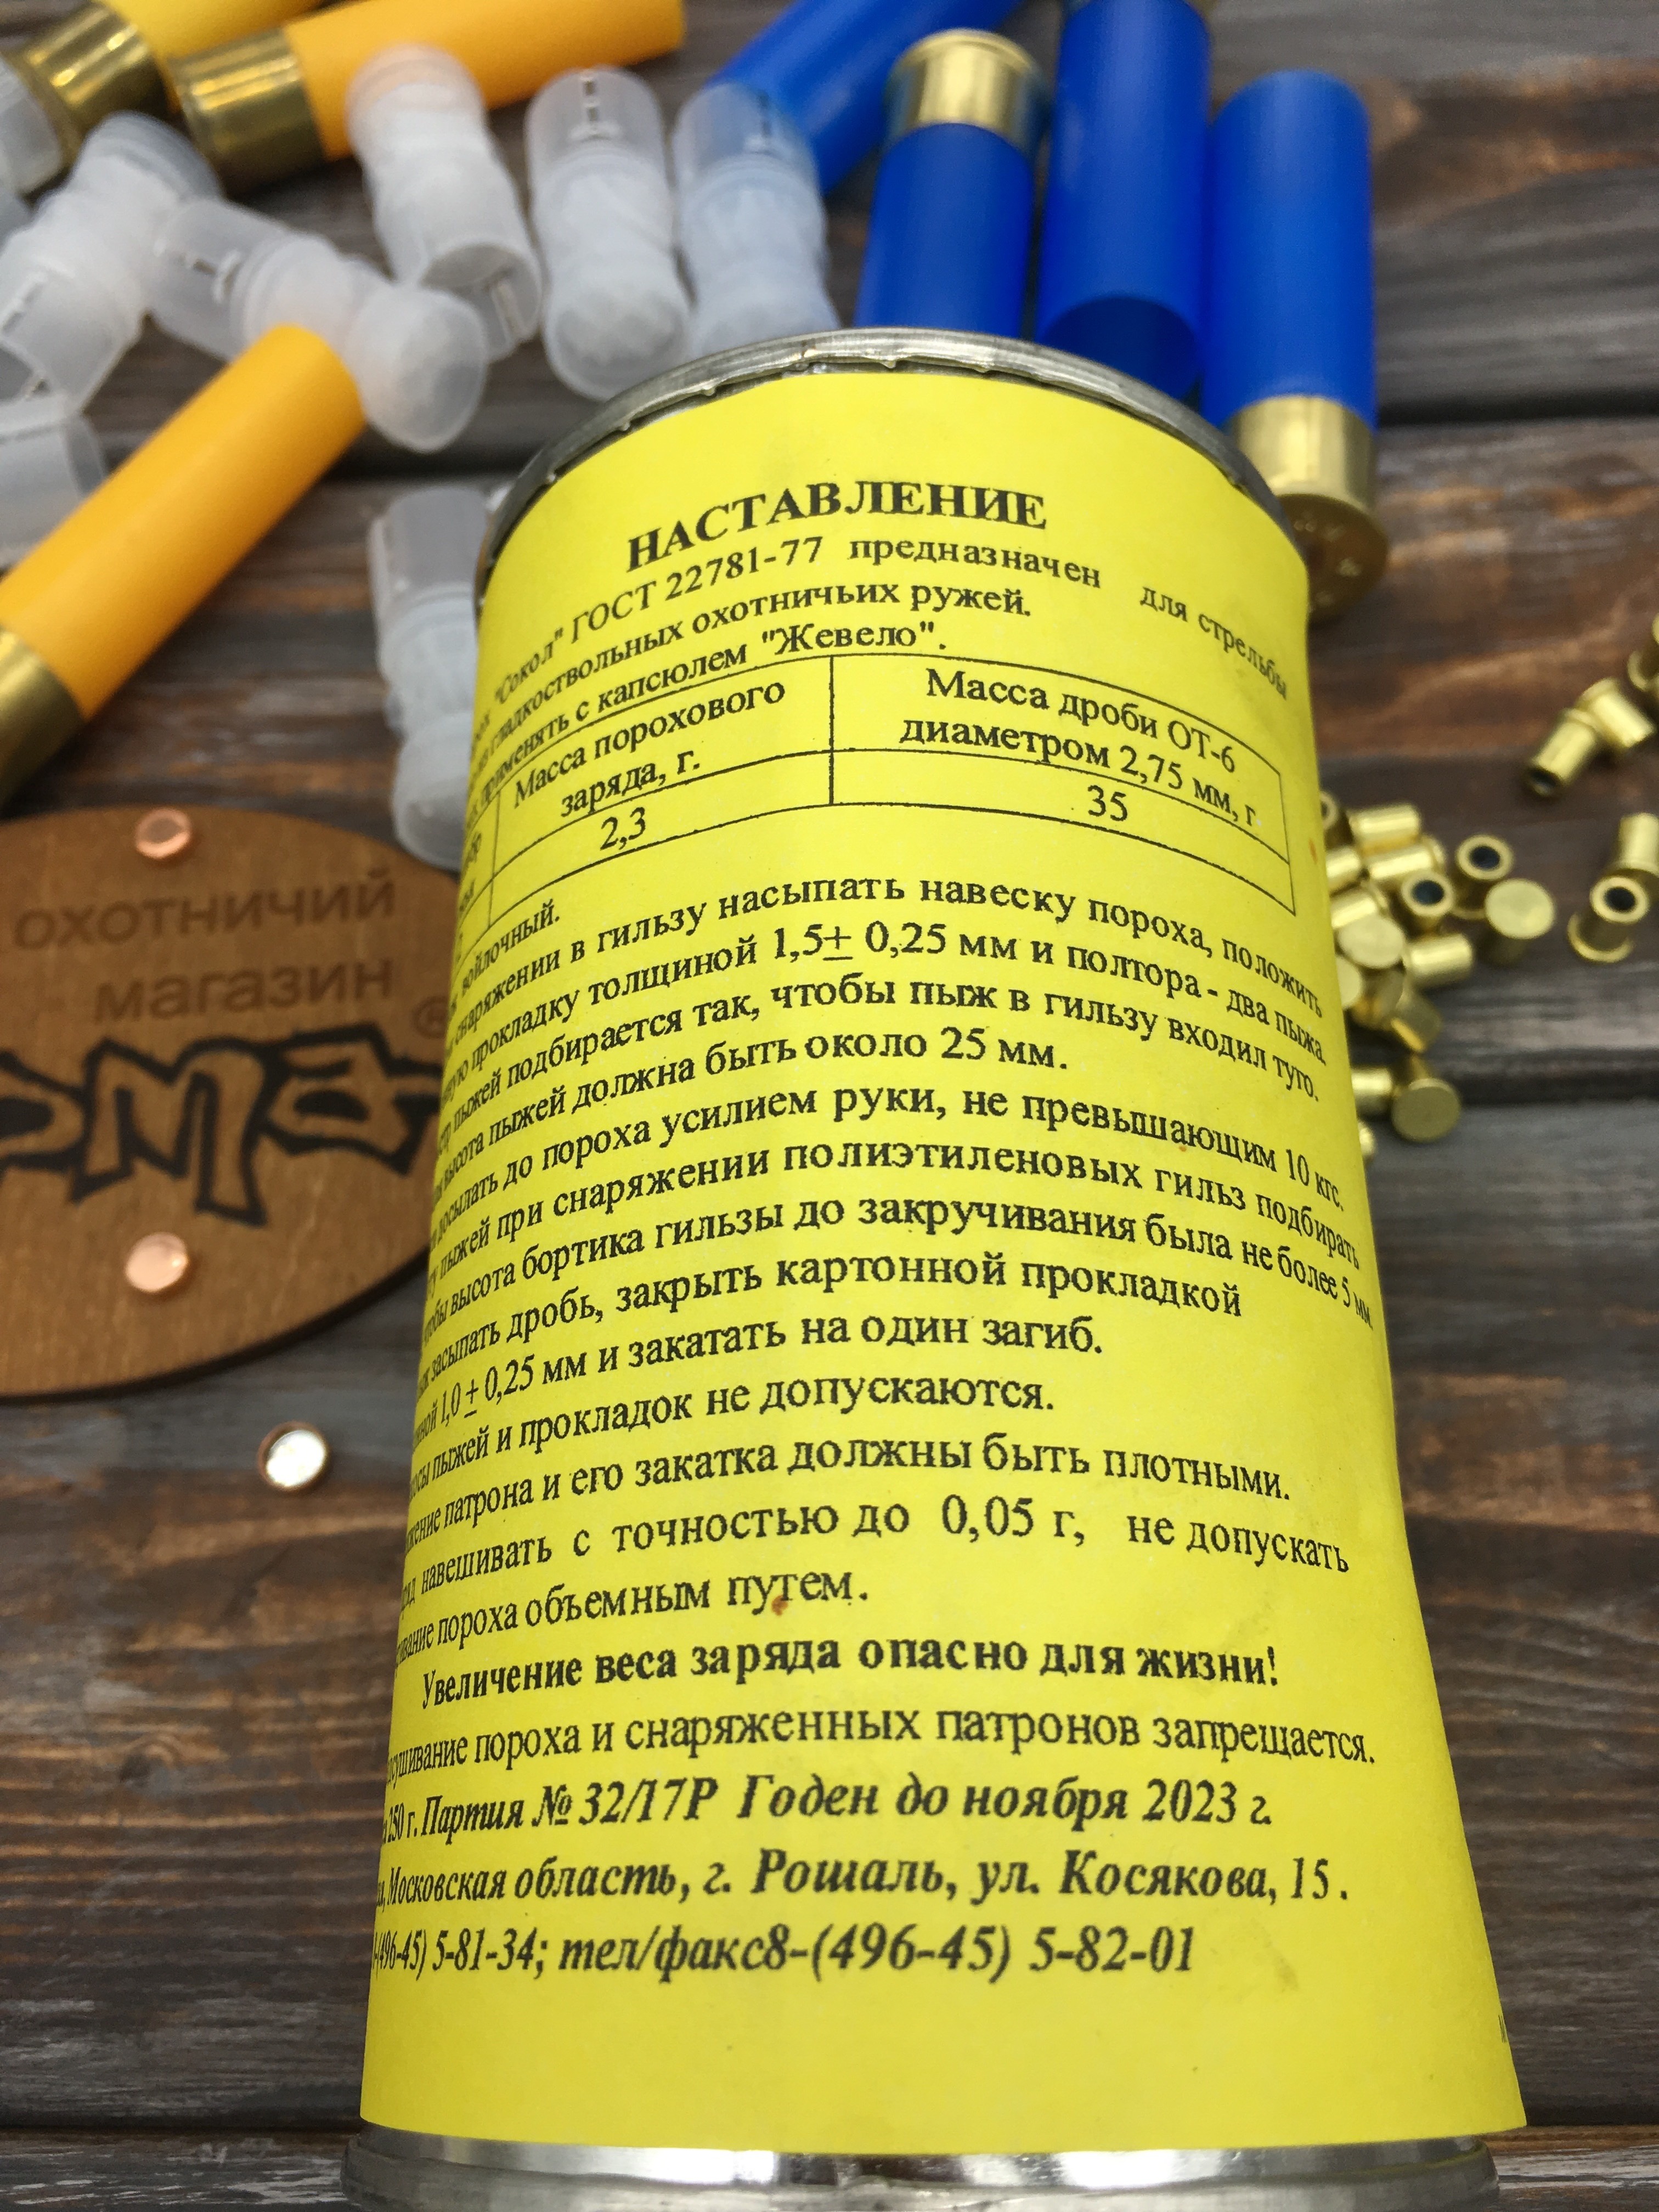 НАСТАВЛЕНИЕ
"Сокол" ГОСТ 22781-77 предназначен для стрельбы
из гладкоствольных охотничьих ружей.
применять с капсюлем "Жевело".
Масса порохового
заряда, г.
Масса дроби ОТ-6
диаметром 2,75 мм, г
2,3
35
войлочный.
снаряжении в гильзу насыпать навеску пороха, положить
прокладку толщиной 1,5± 0,25 мм и полтора - два пыжа.
пыжей подбирается так, чтобы пыж в гильзу входил туго.
высота пыжей должна быть около 25 мм.
досылать до пороха усилием руки, не превышающим 10 кгс.
пыжей при снаряжении полиэтиленовых гильз подбирать
чтобы высота бортика гильзы до закручивания была не более 5 мм.
засыпать дробь, закрыть картонной прокладкой
1,0 ± 0,25 мм и закатать на один загиб.
пыжей и прокладок не допускаются.
патрона и его закатка должны быть плотными.
навешивать с точностью до 0,05 г, не допускать
пороха объемным путем.
Увеличение веса заряда опасно для жизни!
пороха и снаряженных патронов запрещается.
250 г. Партия № 32/17Р Годен до ноября 2023 г.
Московская область, г. Рошаль, ул. Косякова, 15.
(496-45) 5-81-34; тел/факс8-(496-45) 5-82-01
охотничий
магазин